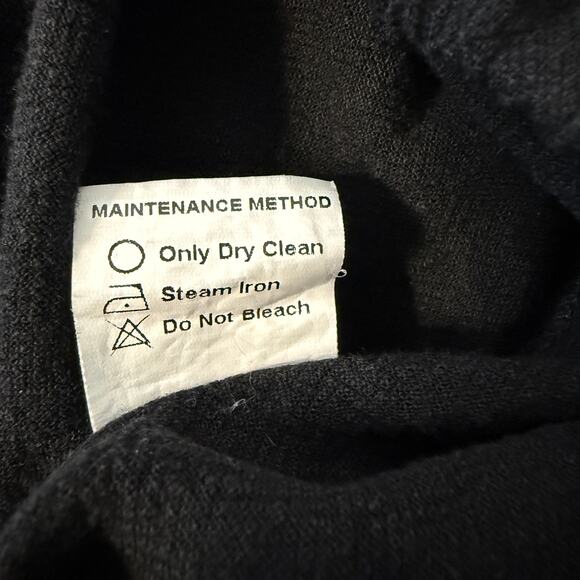 MAINTENANCE METHOD
Only Dry Clean
Steam Iron
Do Not Bleach